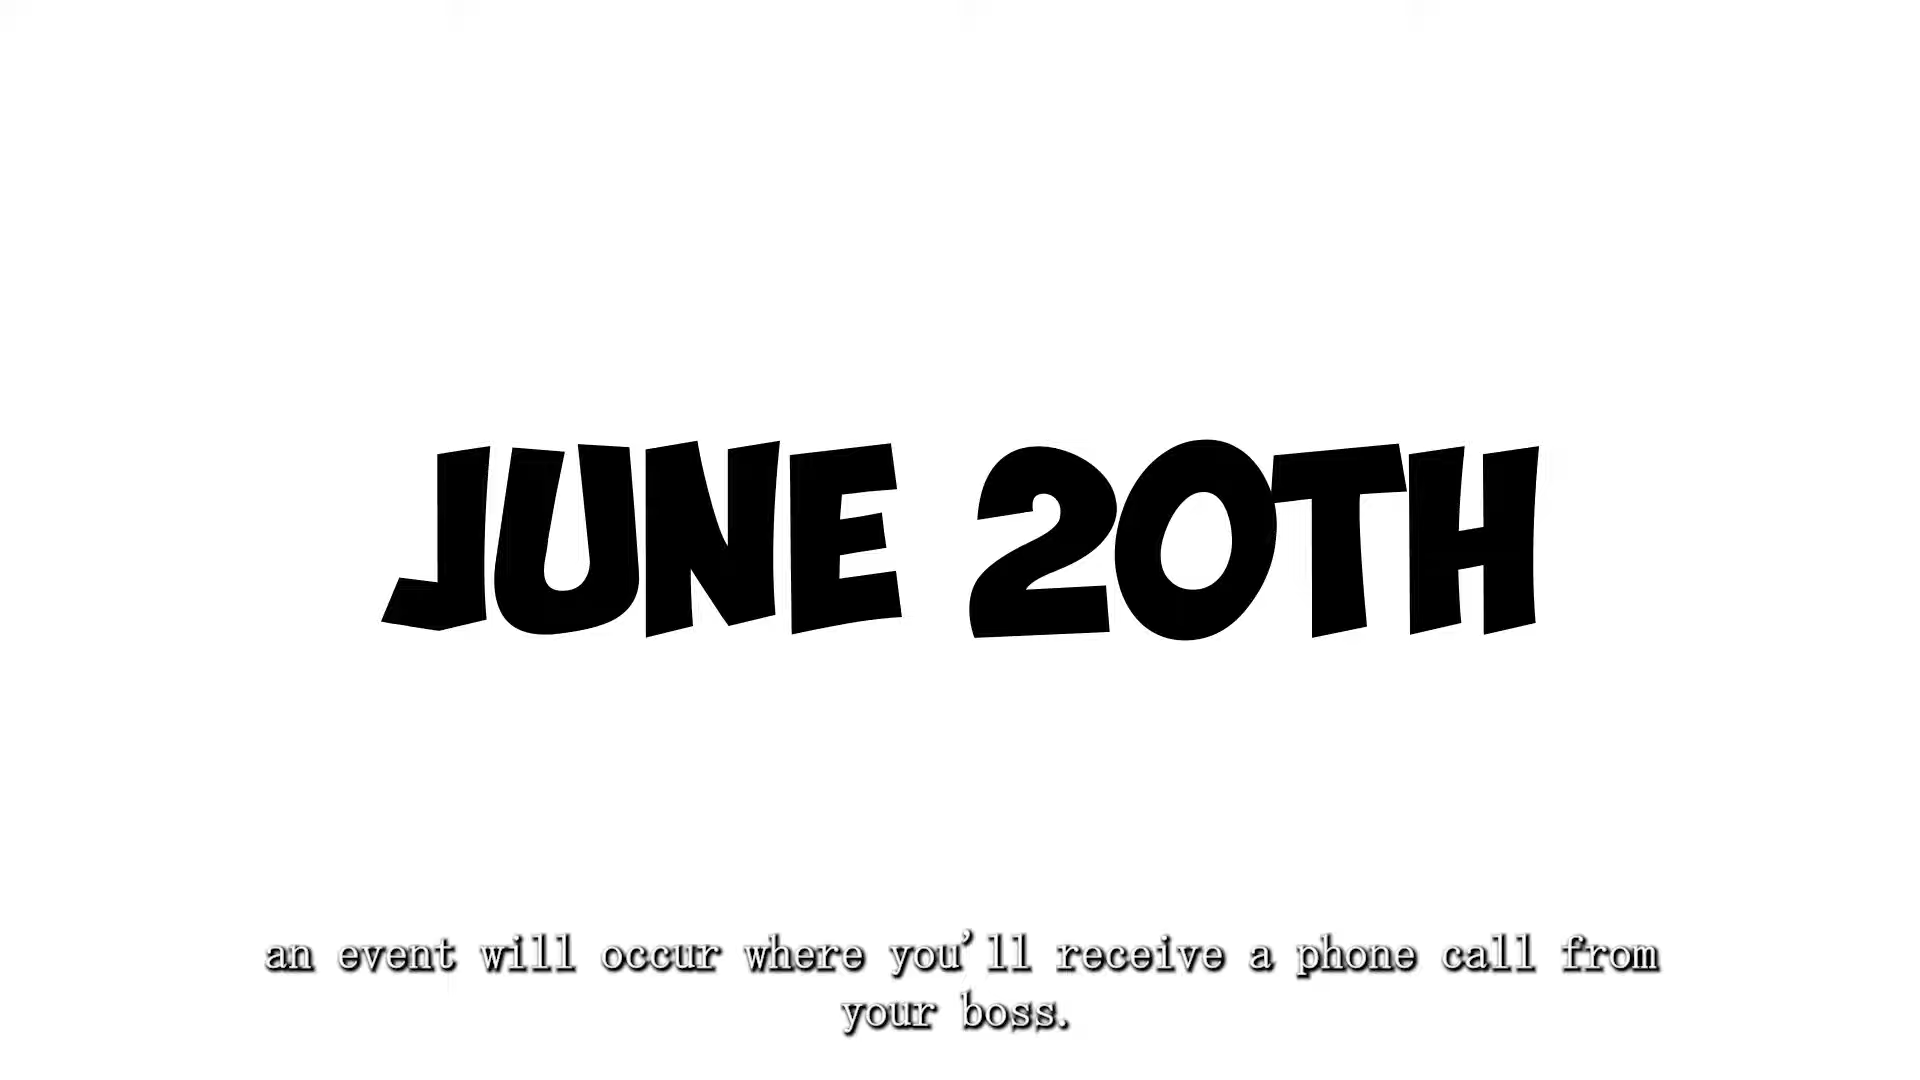 JUNE 20TH
an event will occur where you'll receive a phone call from
your boss.